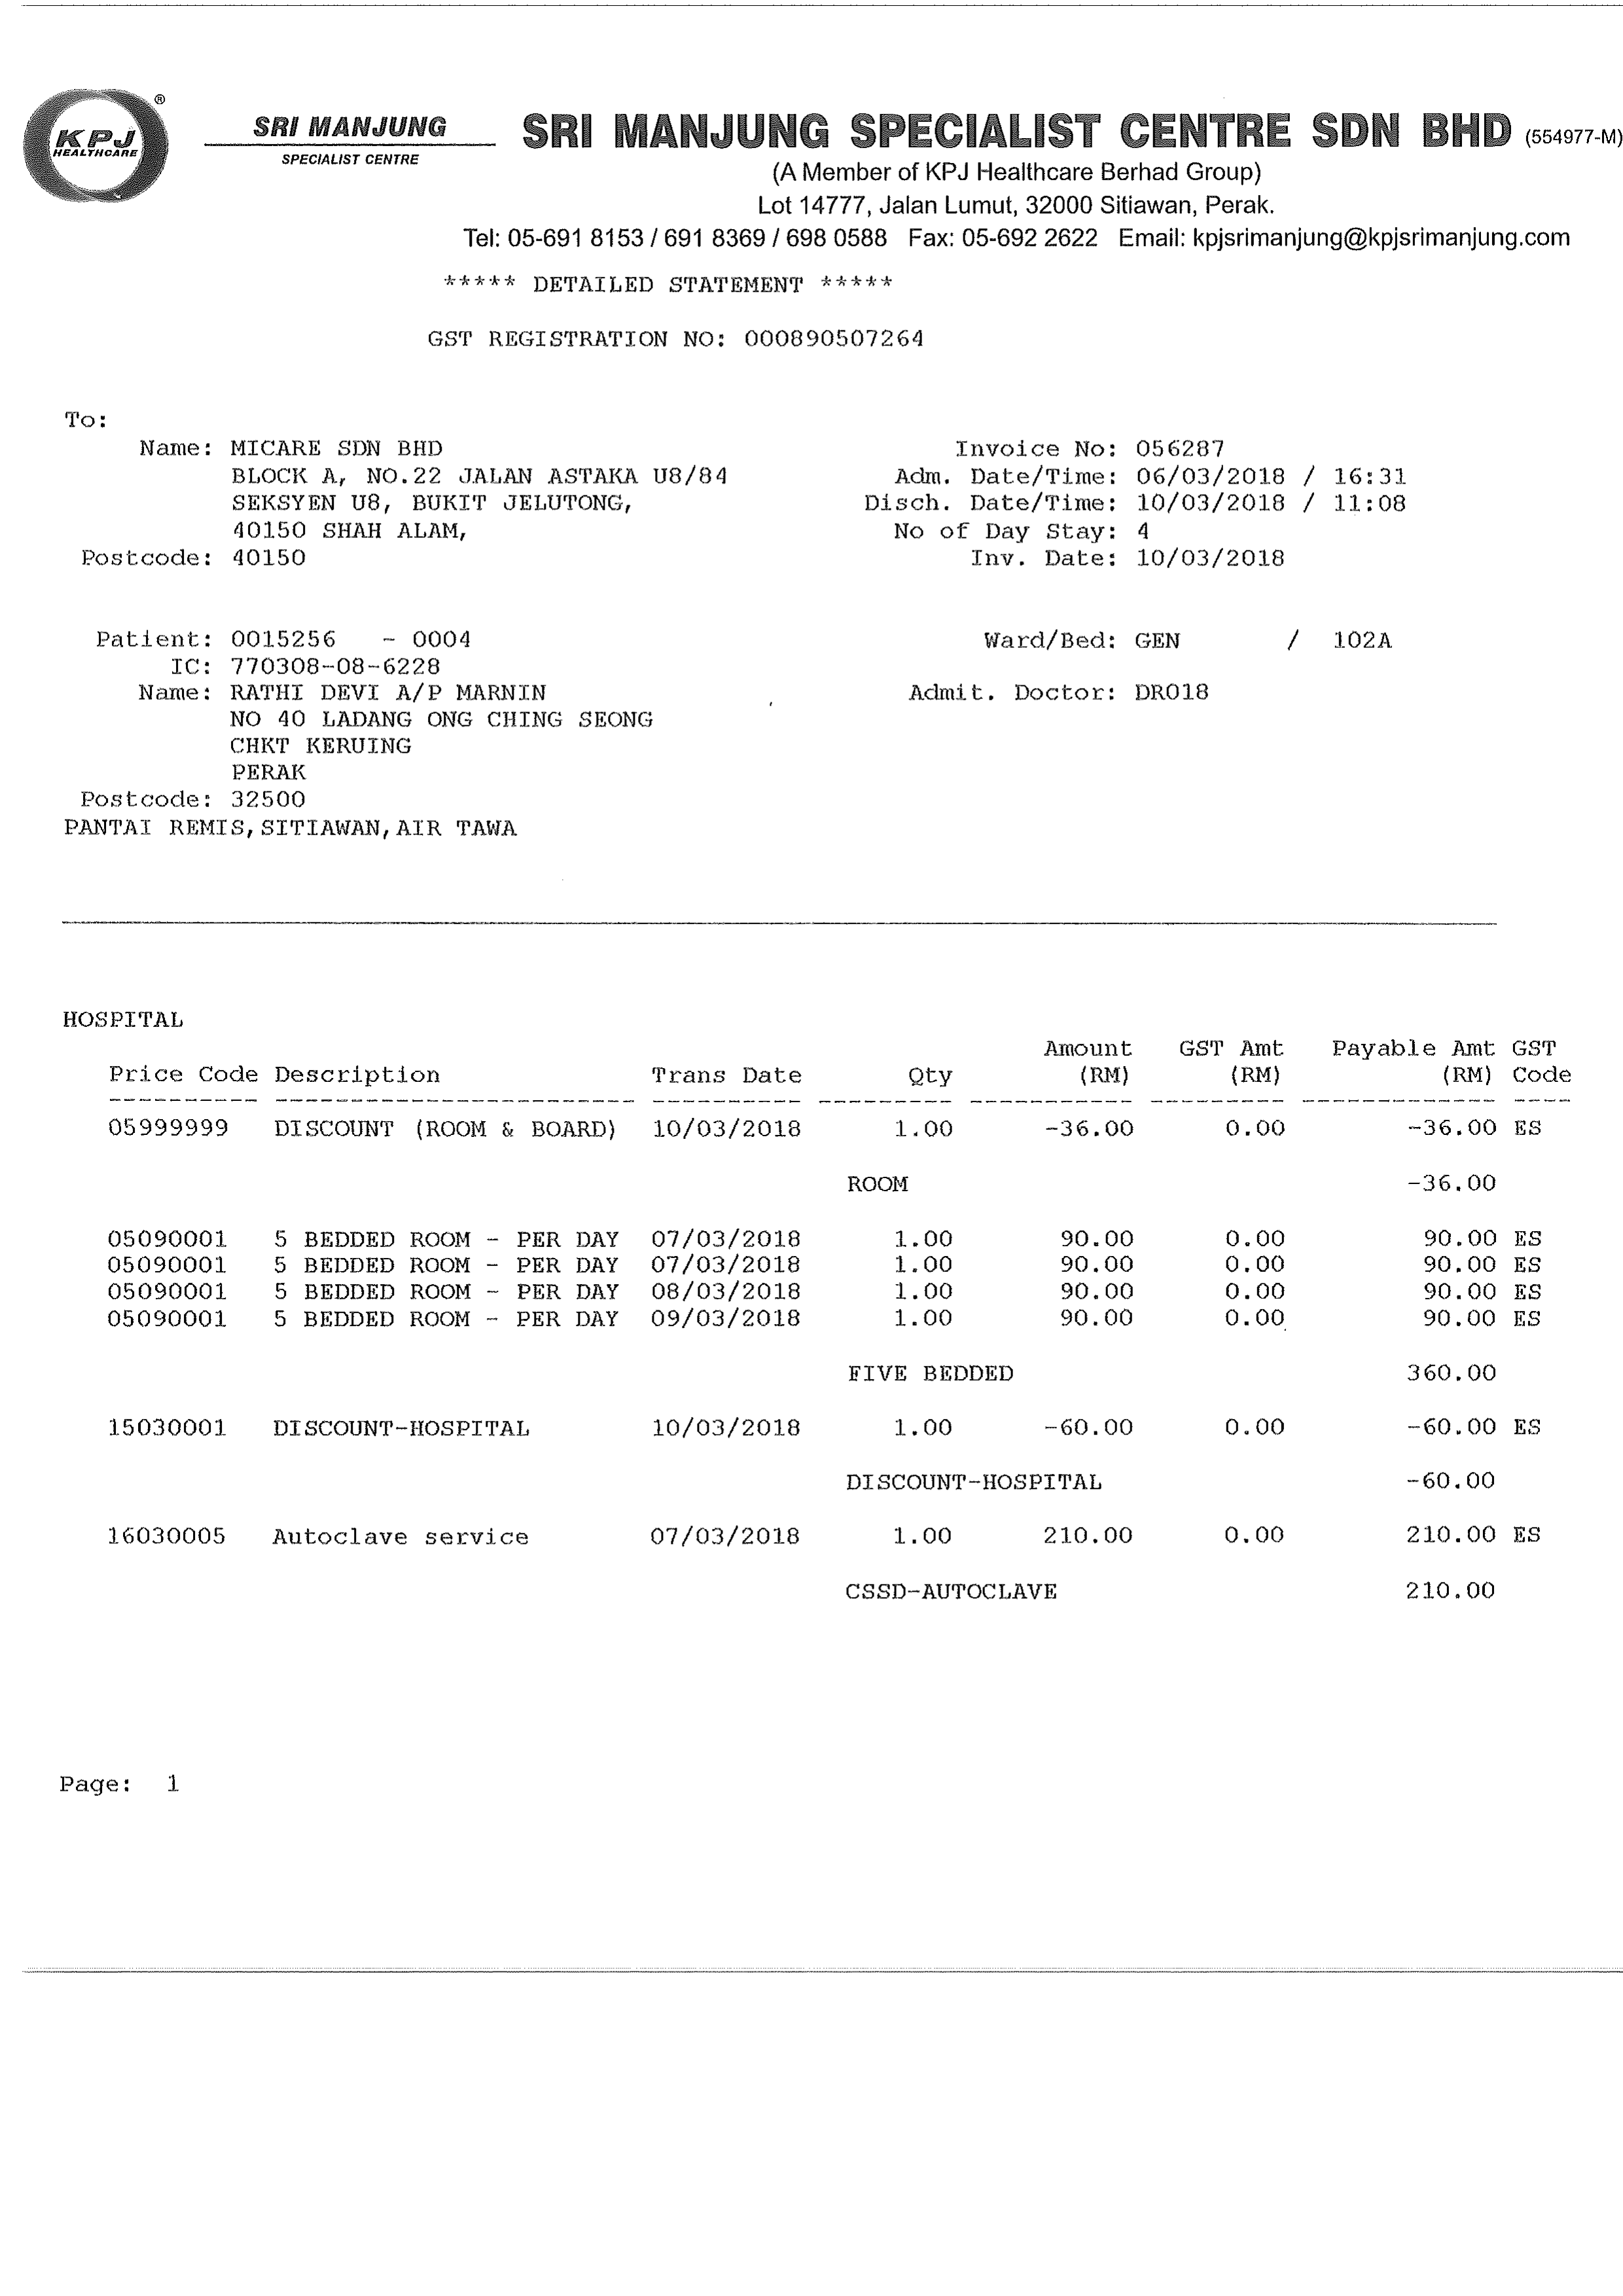 KPJ HEALTHCARE ®
SRI MANJUNG
SPECIALIST CENTRE
SRI MANJUNG SPECIALIST CENTRE SDN BHD (554977-M)
(A Member of KPJ Healthcare Berhad Group)
Lot 14777, Jalan Lumut, 32000 Sitiawan, Perak.
Tel: 05-691 8153 / 691 8369 / 698 0588 Fax: 05-692 2622 Email: kpjsrimanjung@kpjsrimanjung.com
***** DETAILED STATEMENT *****
GST REGISTRATION NO: 000890507264
To:
Name: MICARE SDN BHD Invoice No: 056287
BLOCK A, NO.22 JALAN ASTAKA U8/84 Adm. Date/Time: 06/03/2018 / 16:31
SEKSYEN U8, BUKIT JELUTONG, Disch. Date/Time: 10/03/2018 / 11:08
40150 SHAH ALAM, No of Day Stay: 4
Postcode: 40150 Inv. Date: 10/03/2018
Patient: 0015256 - 0004 Ward/Bed: GEN / 102A
IC: 770308-08-6228
Name: RATHI DEVI A/P MARNIN Admit. Doctor: DR018
NO 40 LADANG ONG CHING SEONG
CHKT KERUING
PERAK
Postcode: 32500
PANTAI REMIS,SITIAWAN,AIR TAWA
HOSPITAL
Amount GST Amt Payable Amt GST
Price Code Description Trans Date Qty (RM) (RM) (RM) Code
05999999 DISCOUNT (ROOM & BOARD) 10/03/2018 1.00 -36.00 0.00 -36.00 ES
ROOM -36.00
05090001 5 BEDDED ROOM - PER DAY 07/03/2018 1.00 90.00 0.00 90.00 ES
05090001 5 BEDDED ROOM - PER DAY 07/03/2018 1.00 90.00 0.00 90.00 ES
05090001 5 BEDDED ROOM - PER DAY 08/03/2018 1.00 90.00 0.00 90.00 ES
05090001 5 BEDDED ROOM - PER DAY 09/03/2018 1.00 90.00 0.00 90.00 ES
FIVE BEDDED 360.00
15030001 DISCOUNT-HOSPITAL 10/03/2018 1.00 -60.00 0.00 -60.00 ES
DISCOUNT-HOSPITAL -60.00
16030005 Autoclave service 07/03/2018 1.00 210.00 0.00 210.00 ES
CSSD-AUTOCLAVE 210.00
Page: 1